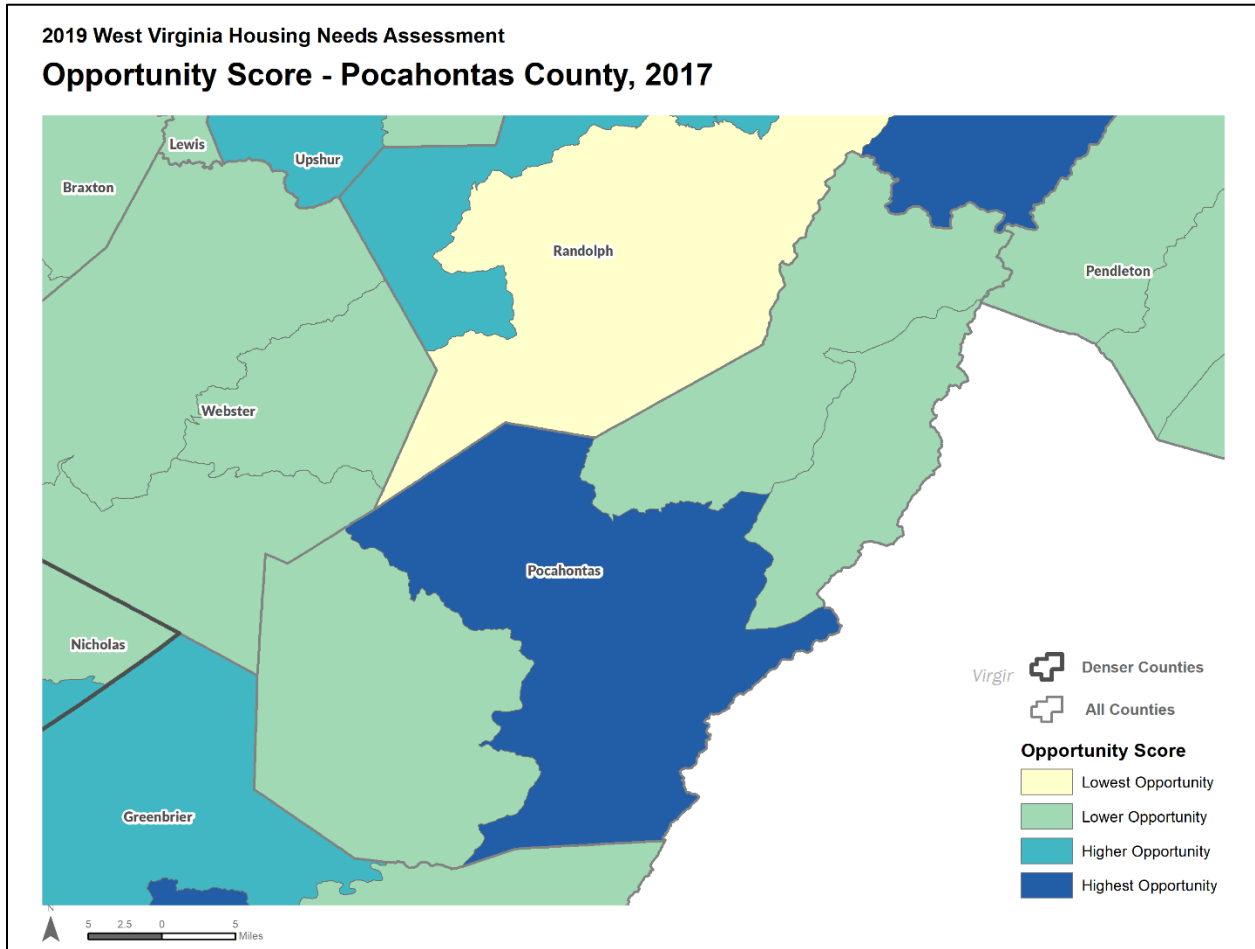 2019 West Virginia Housing Needs Assessment
Opportunity Score - Pocahontas County, 2017
Lewis
Upshur
Braxton
Randolph
Pendleton
Webster
Pocahontas
Nicholas
Virgir
Denser Counties
All Counties
Opportunity Score
Lowest Opportunity
Lower Opportunity
Greenbrier
Higher Opportunity
Highest Opportunity
N
5 2.5 0 5
Miles